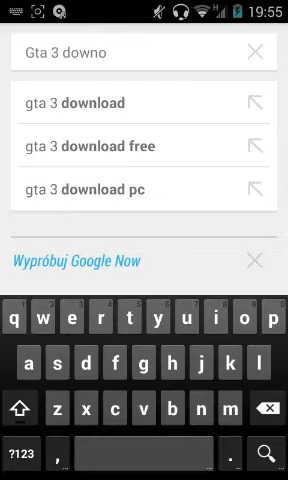 H
19:55
Gta 3 downo
gta 3 download
gta 3 download free
gta 3 download pc
Wypróbuj Google Now
q w e r t y u i o p
a s d f g h j k l
z x c v b n m
?123 , .